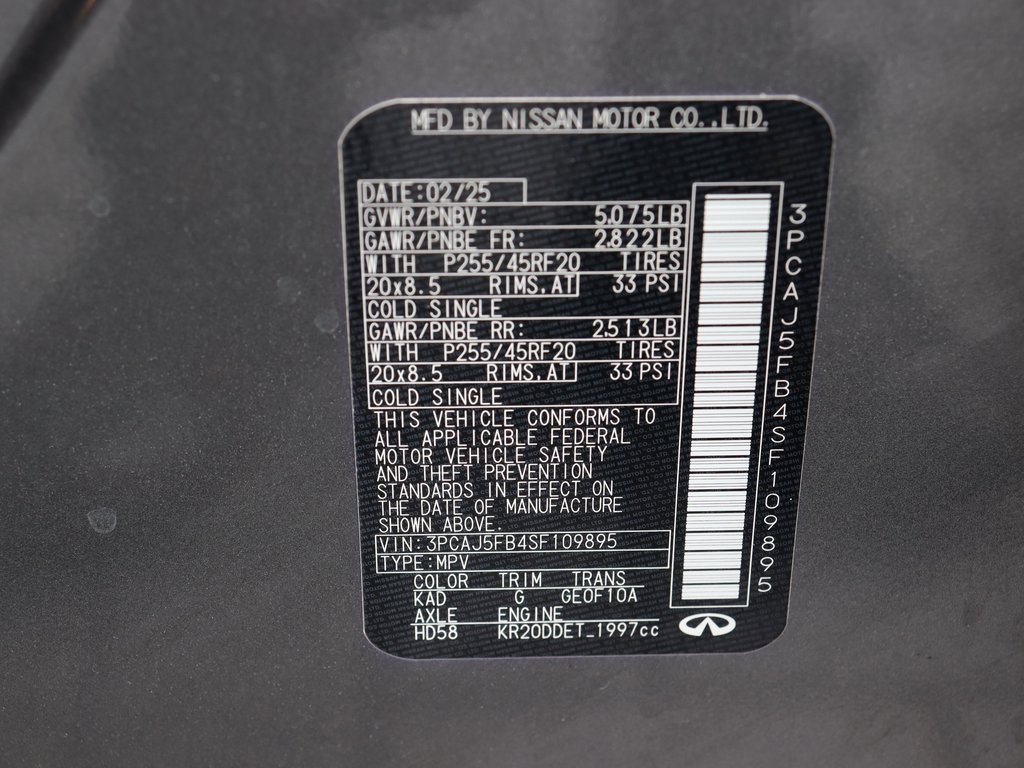 MFD BY NISSAN MOTOR CO.,LTD.
DATE:02/25
GVWR/PNBV: 5,075LB
GAWR/PNBE FR: 2,822LB
WITH P255/45RF20 TIRES
20x8.5 RIMS,AT 33 PSI
COLD SINGLE
GAWR/PNBE RR: 2,513LB
WITH P255/45RF20 TIRES
20x8.5 RIMS,AT 33 PSI
COLD SINGLE
THIS VEHICLE CONFORMS TO
ALL APPLICABLE FEDERAL
MOTOR VEHICLE SAFETY
AND THEFT PREVENTION
STANDARDS IN EFFECT ON
THE DATE OF MANUFACTURE
SHOWN ABOVE.
VIN:3PCAJ5FB4SF109895
TYPE:MPV
COLOR TRIM TRANS
KAD G GE0F10A
AXLE ENGINE
HD58 KR20DDET_1997cc
3PCAJ5FB4SF109895